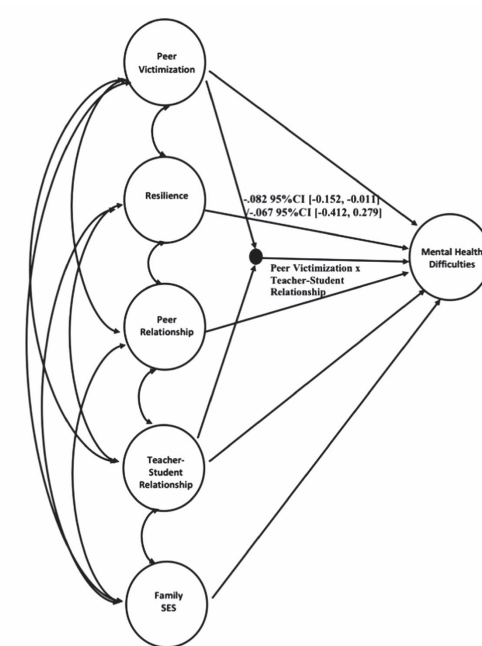 Peer
Victimization
Resilience
-.082 95%CI [-0.152, -0.011]
/-.067 95%CI [-0.412, 0.279]
Mental Health
Difficulties
Peer Victimization x
Teacher-Student
Relationship
Peer
Relationship
Teacher-
Student
Relationship
Family
SES